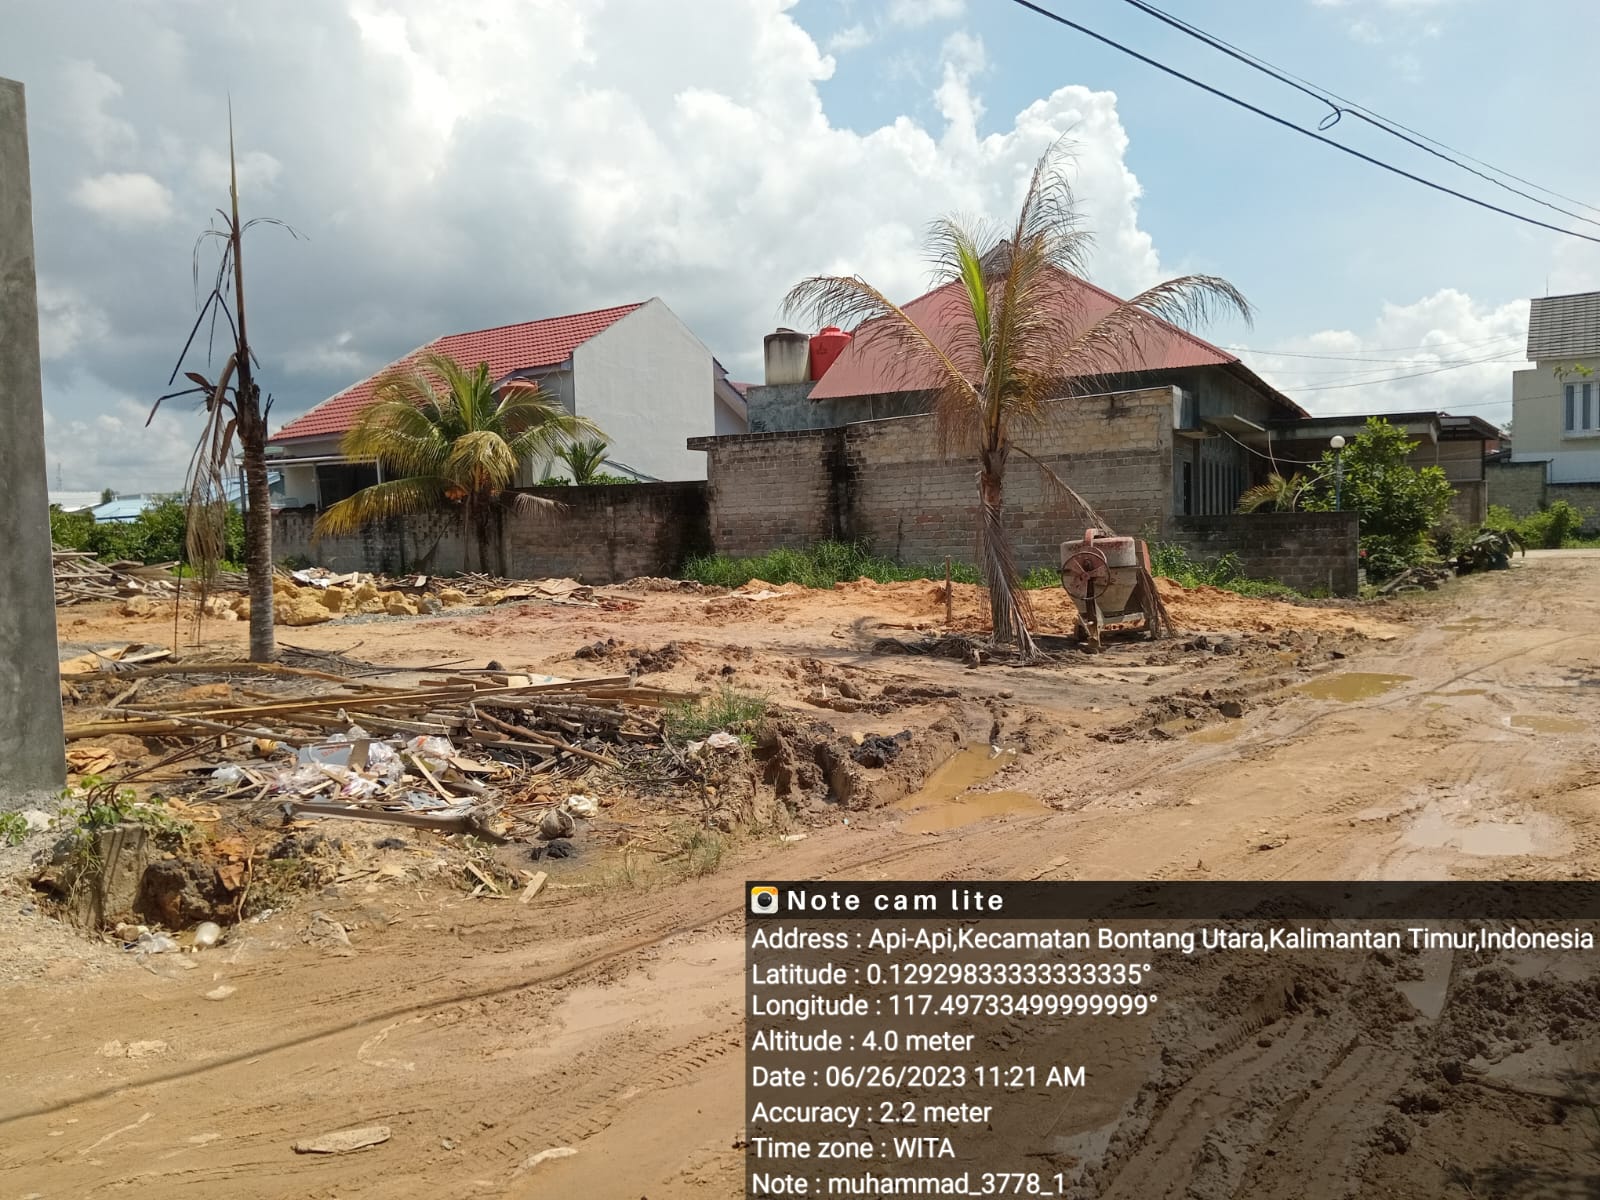 Note cam lite
Address : Api-Api,Kecamatan Bontang Utara,Kalimantan Timur,Indonesia
Latitude : 0.12929833333333335°
Longitude : 117.49733499999999°
Altitude : 4.0 meter
Date : 06/26/2023 11:21 AM
Accuracy : 2.2 meter
Time zone : WITA
Note : muhammad_3778_1